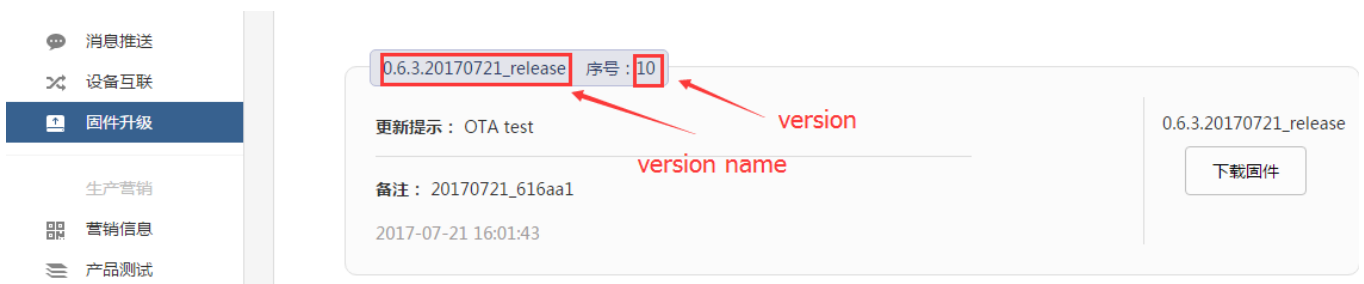 消息推送
设备互联
固件升级
生产营销
营销信息
产品测试
0.6.3.20170721_release 序号：10
更新提示： OTA test
version
version name
备注： 20170721_616aa1
2017-07-21 16:01:43
0.6.3.20170721_release
下载固件